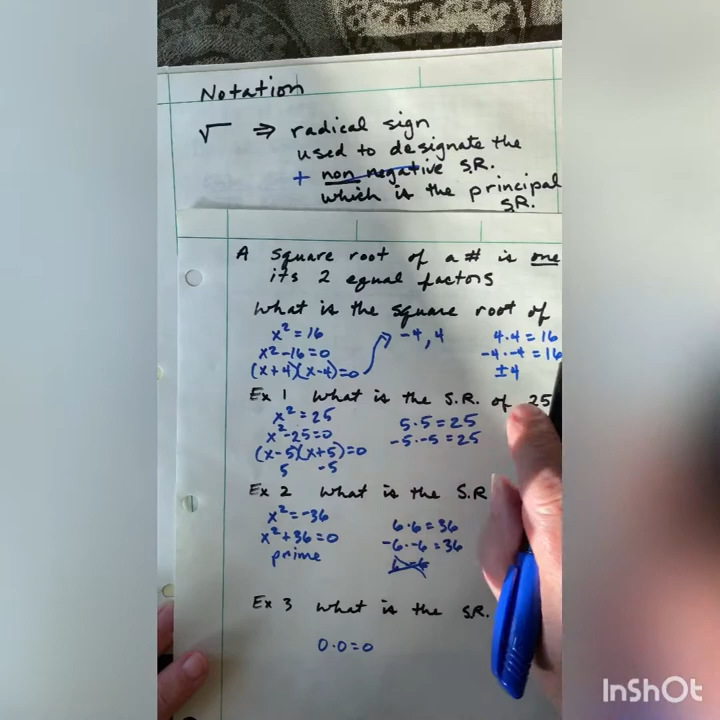 Notation
√ ⇒ radical sign
used to designate the
+ non negative S.R.
which is the principal
S.R.
A square root of a # is one
its 2 equal factors
What is the square root of
x² = 16 -4, 4 4·4 = 16
x²-16=0 -4·-4 = 16
(x+4)(x-4)=0 ±4
Ex 1 What is the S.R. of 25
x² = 25 5·5 = 25
x²-25=0 -5·-5 = 25
(x-5)(x+5)=0
5 -5
Ex 2 What is the S.R
x² = -36 6·6 = 36
x²+36=0 -6·-6 = 36
prime 6·-6
Ex 3 What is the S.R.
0·0=0
InShOt